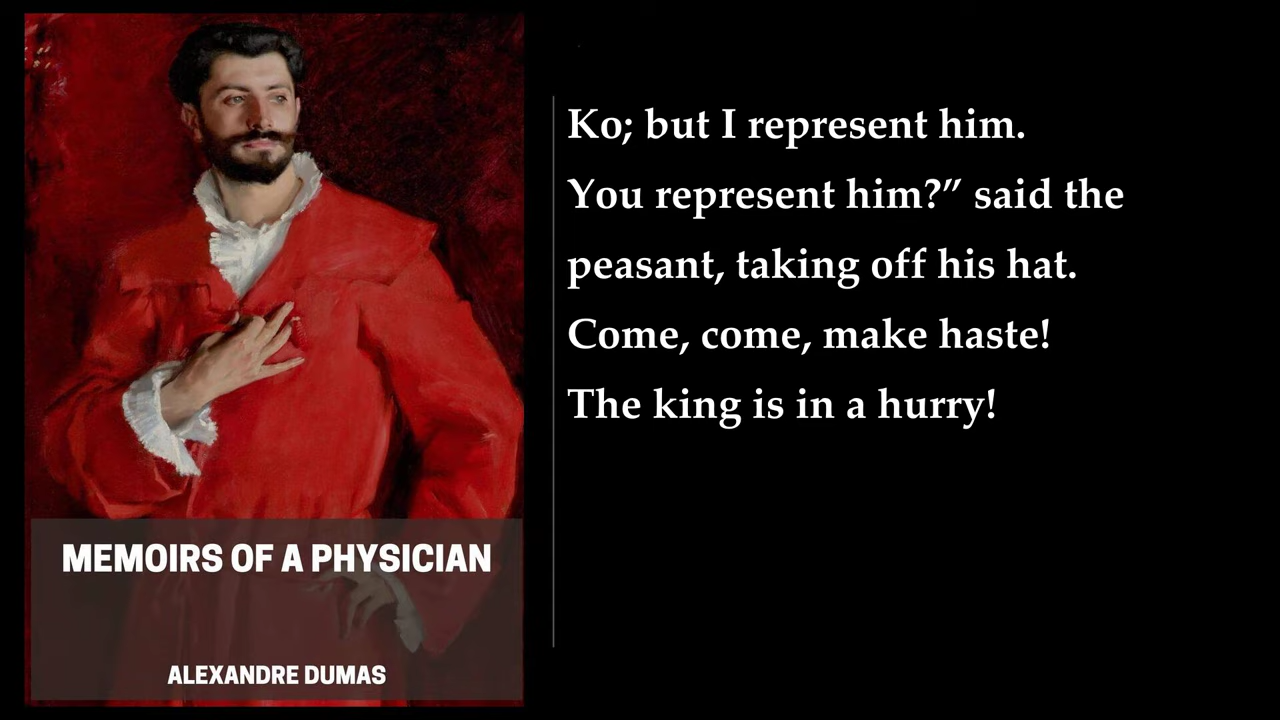 Ko; but I represent him.
You represent him?” said the
peasant, taking off his hat.
Come, come, make haste!
The king is in a hurry!
MEMOIRS OF A PHYSICIAN
ALEXANDRE DUMAS